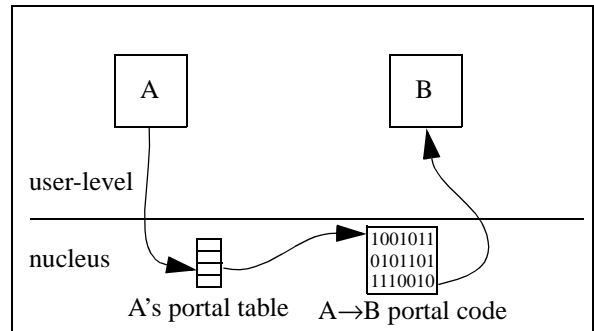 A
B
user-level
nucleus
1001011
0101101
1110010
A's portal table
A→B portal code